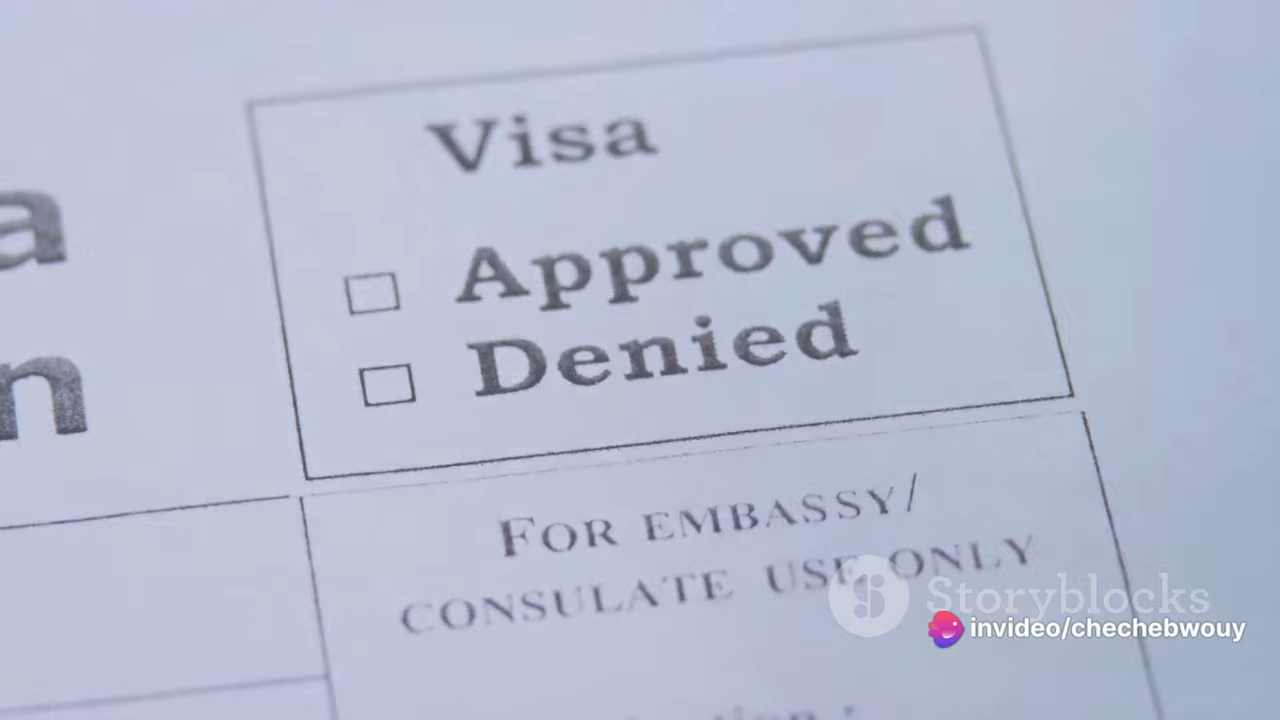 a
n
Visa
Approved
Denied
FOR EMBASSY/
CONSULATE USE ONLY
Storyblocks
invideo/chechebwouy